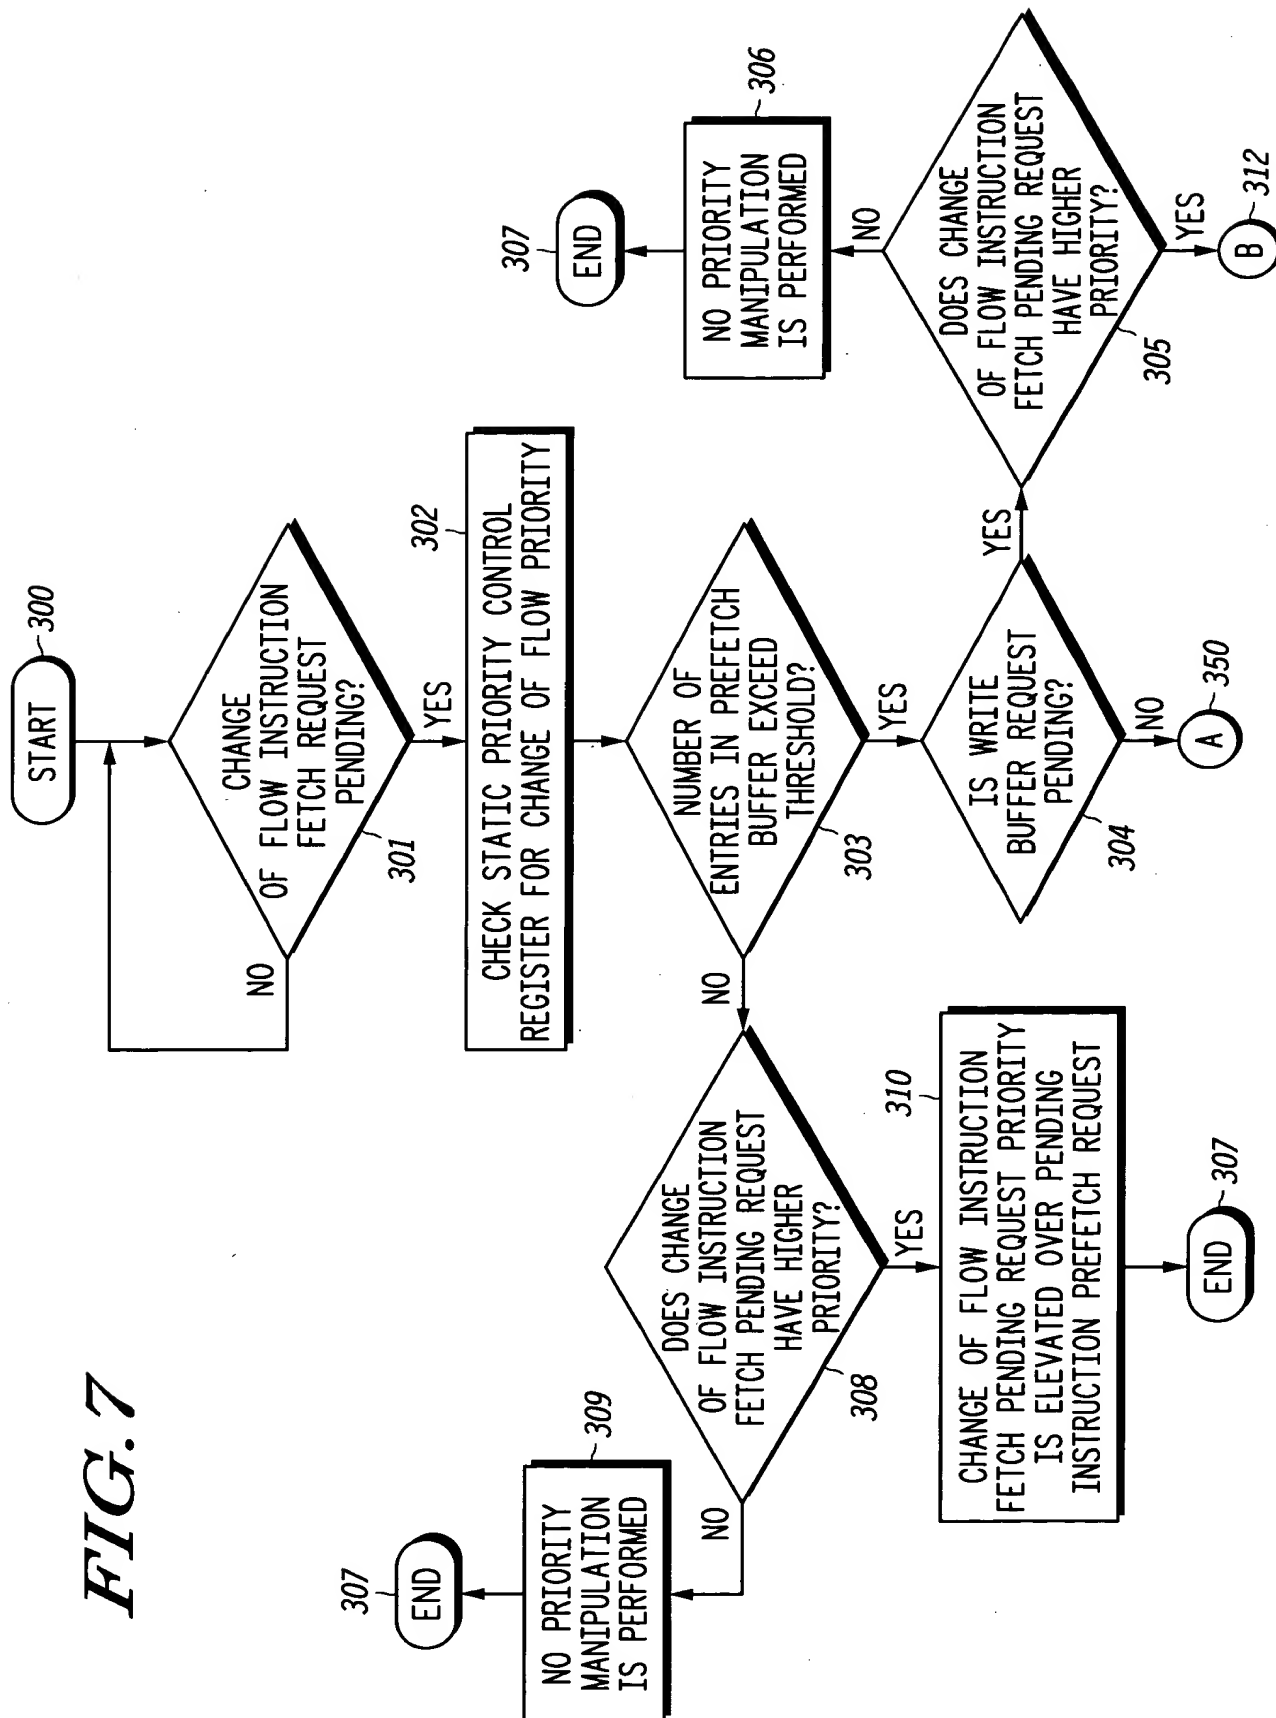 FIG. 7
START
300
CHANGE
OF FLOW INSTRUCTION
FETCH REQUEST
PENDING?
301
NO
YES
302
CHECK STATIC PRIORITY CONTROL
REGISTER FOR CHANGE OF FLOW PRIORITY
NUMBER OF
ENTRIES IN PREFETCH
BUFFER EXCEED
THRESHOLD?
303
NO
YES
DOES CHANGE
OF FLOW INSTRUCTION
FETCH PENDING REQUEST
HAVE HIGHER
PRIORITY?
308
NO
YES
307
END
309
NO PRIORITY
MANIPULATION
IS PERFORMED
310
CHANGE OF FLOW INSTRUCTION
FETCH PENDING REQUEST PRIORITY
IS ELEVATED OVER PENDING
INSTRUCTION PREFETCH REQUEST
END
307
IS WRITE
BUFFER REQUEST
PENDING?
304
YES
NO
A
350
DOES CHANGE
OF FLOW INSTRUCTION
FETCH PENDING REQUEST
HAVE HIGHER
PRIORITY?
305
NO
YES
307
END
306
NO PRIORITY
MANIPULATION
IS PERFORMED
B
312